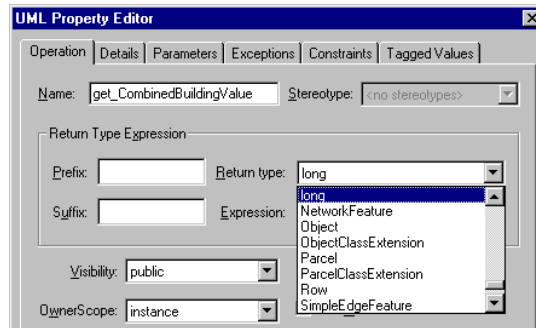 UML Property Editor
Operation Details Parameters Exceptions Constraints Tagged Values
Name: get_CombinedBuildingValue Stereotype: <no stereotypes>
Return Type Expression
Prefix: Return type: long
long
NetworkFeature
Suffix: Expression: Object
ObjectClassExtension
Parcel
Visibility: public ParcelClassExtension
Row
OwnerScope: instance SimpleEdgeFeature